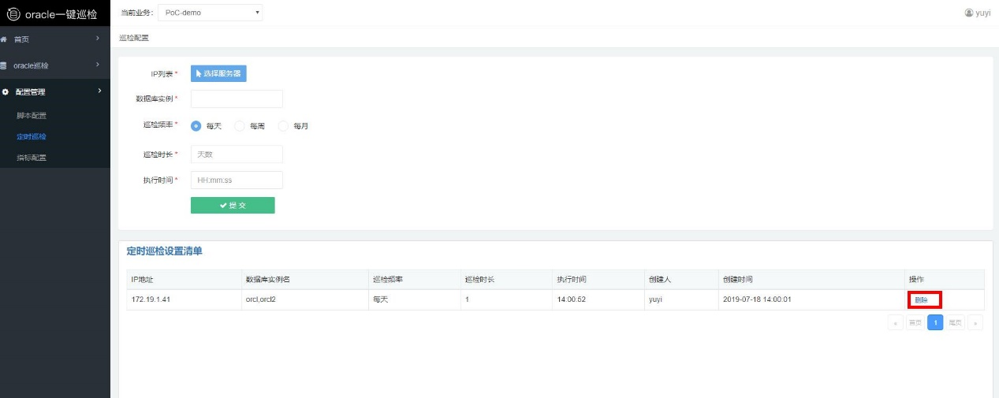 oracle一键巡检
当前业务： PoC-demo
yuyi
首页
oracle巡检
配置管理
脚本配置
定时巡检
指标配置
巡检配置
IP列表 * 选择服务器
数据库实例 *
巡检频率 * 每天 每周 每月
巡检时长 * 天数
执行时间 * HH:mm:ss
提 交
定时巡检设置清单
IP地址 数据库实例名 巡检频率 巡检时长 执行时间 创建人 创建时间 操作
172.19.1.41 orcl,orcl2 每天 1 14:00:52 yuyi 2019-07-18 14:00:01 删除
« 首页 1 尾页 »